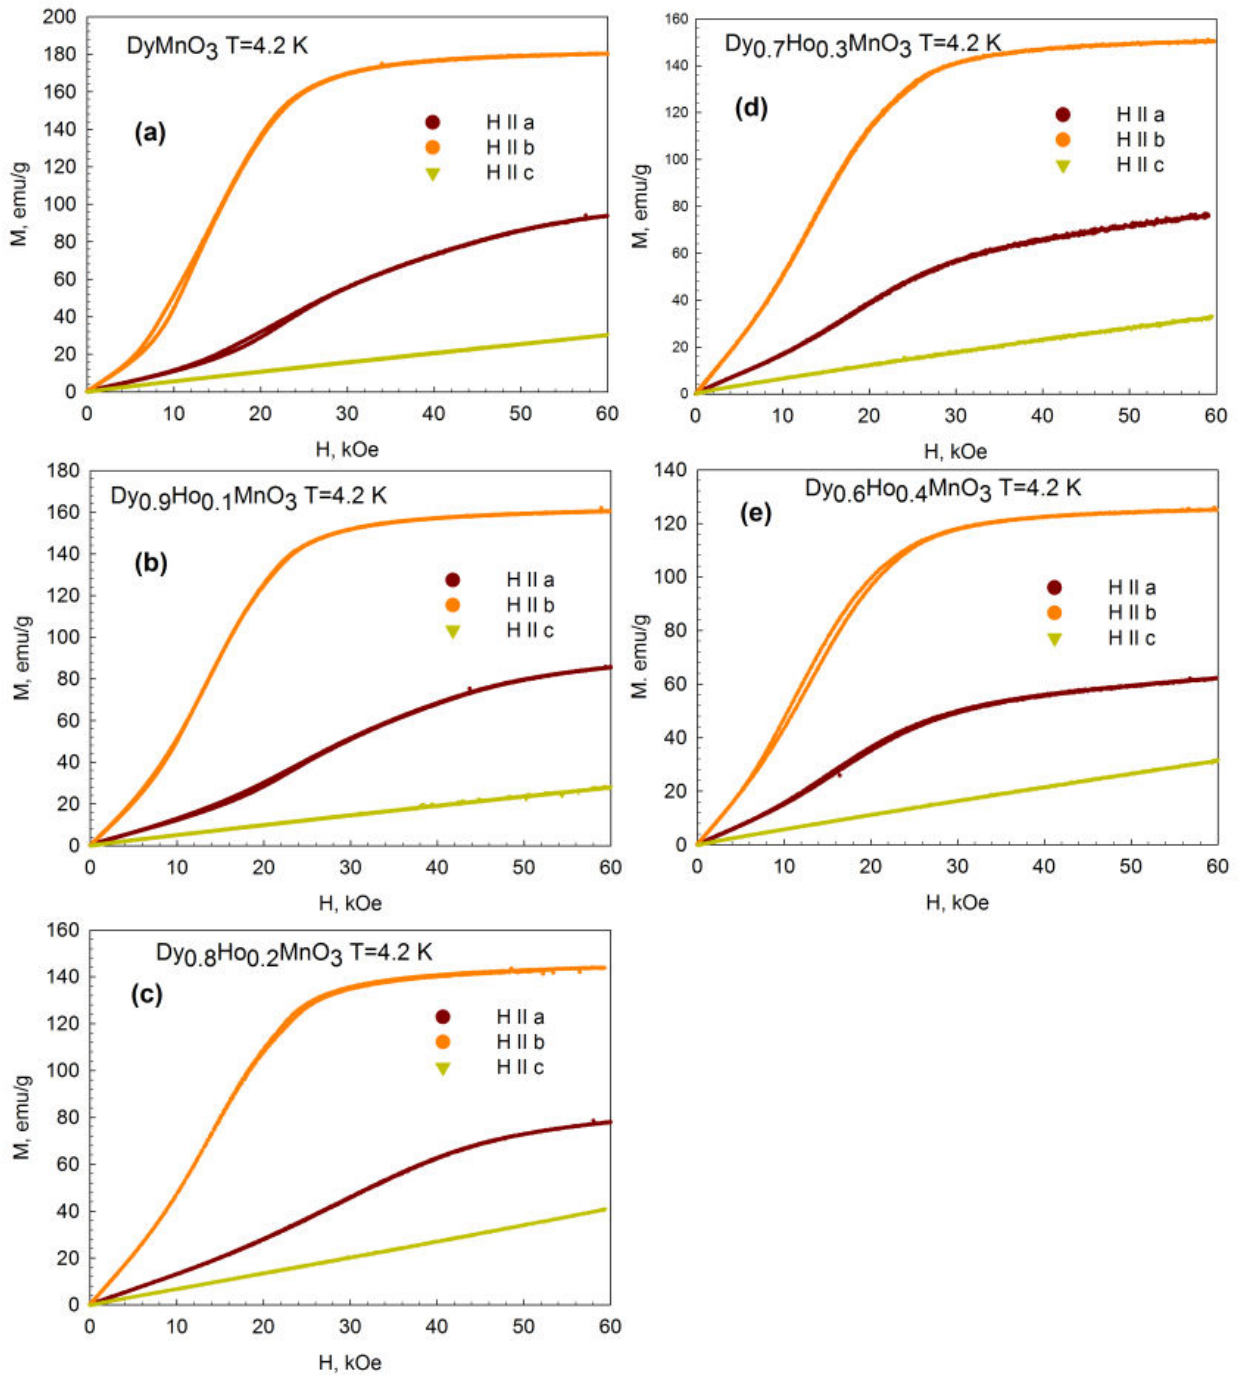 DyMnO3 T=4.2 K
(a)
H II a
H II b
H II c
M, emu/g
200
180
160
140
120
100
80
60
40
20
0
0 10 20 30 40 50 60
H, kOe
Dy0.7Ho0.3MnO3 T=4.2 K
(d)
H II a
H II b
H II c
M, emu/g
160
140
120
100
80
60
40
20
0
0 10 20 30 40 50 60
H, kOe
Dy0.9Ho0.1MnO3 T=4.2 K
(b)
H II a
H II b
H II c
M, emu/g
180
160
140
120
100
80
60
40
20
0
0 10 20 30 40 50 60
H, kOe
Dy0.6Ho0.4MnO3 T=4.2 K
(e)
H II a
H II b
H II c
M. emu/g
140
120
100
80
60
40
20
0
0 10 20 30 40 50 60
H, kOe
Dy0.8Ho0.2MnO3 T=4.2 K
(c)
H II a
H II b
H II c
M, emu/g
160
140
120
100
80
60
40
20
0
0 10 20 30 40 50 60
H, kOe